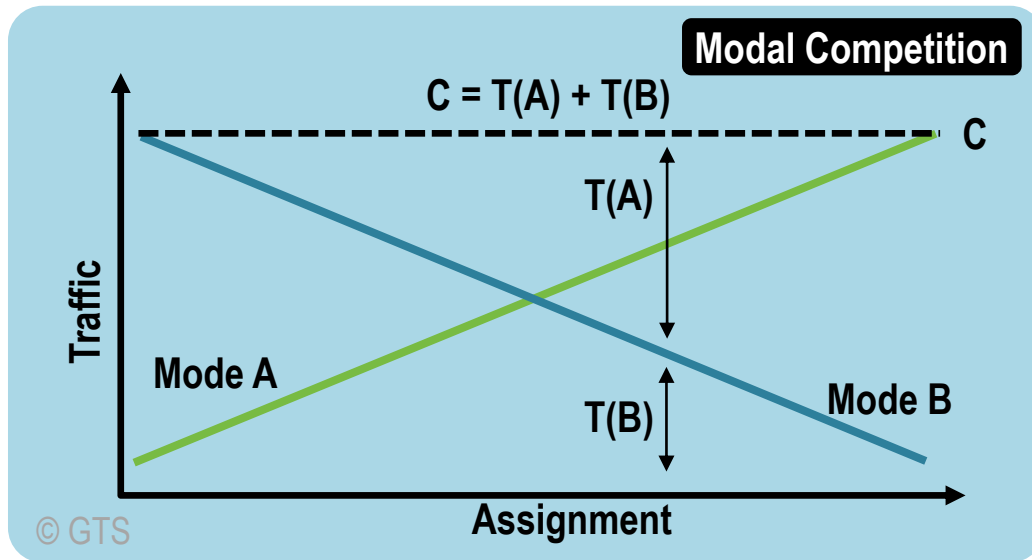 Modal Competition
C = T(A) + T(B)
C
T(A)
Traffic
Mode A
Mode B
T(B)
Assignment
© GTS